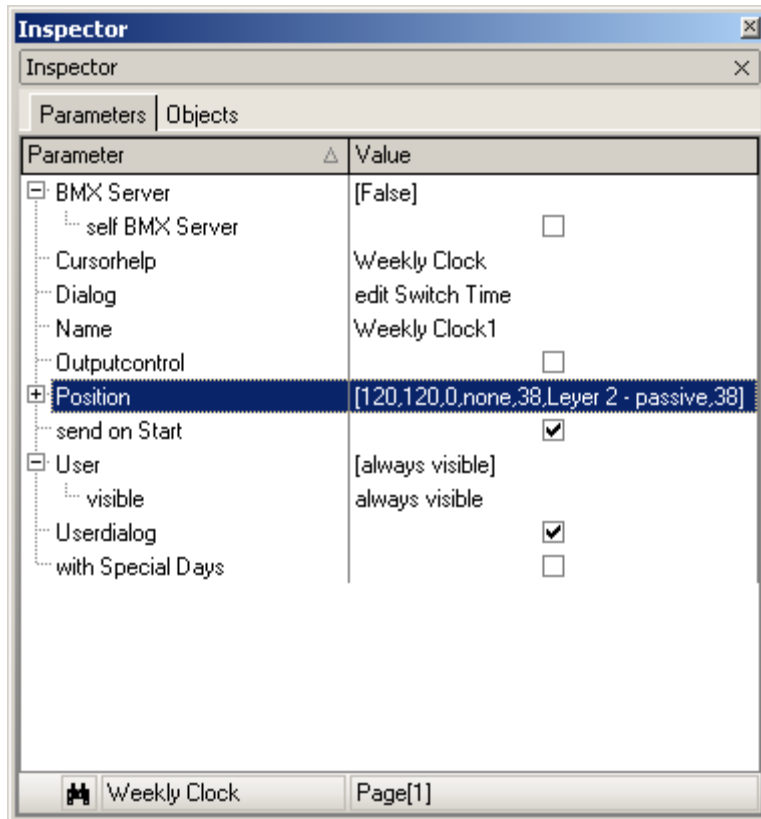 Inspector
Inspector
Parameters Objects
Parameter Value
BMX Server [False]
self BMX Server
Cursorhelp Weekly Clock
Dialog edit Switch Time
Name Weekly Clock1
Outputcontrol
Position [120,120,0,none,38,Leyer 2 - passive,38]
send on Start
User [always visible]
visible always visible
Userdialog
with Special Days
Weekly Clock Page[1]